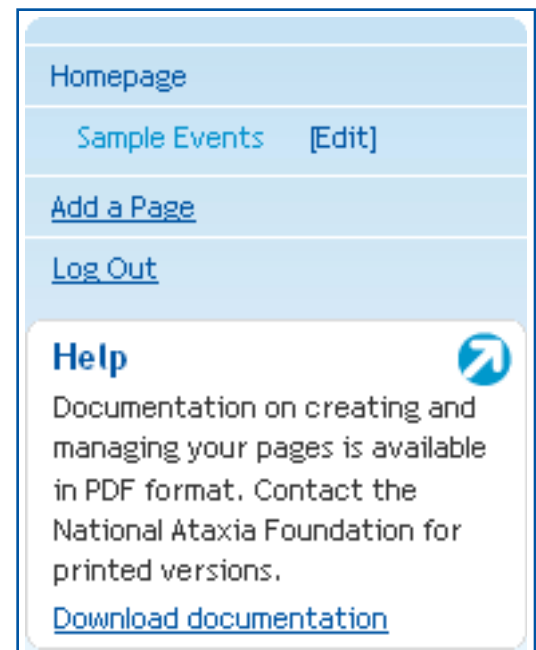 Homepage
Sample Events [Edit]
Add a Page
Log Out
Help
Documentation on creating and
managing your pages is available
in PDF format. Contact the
National Ataxia Foundation for
printed versions.
Download documentation